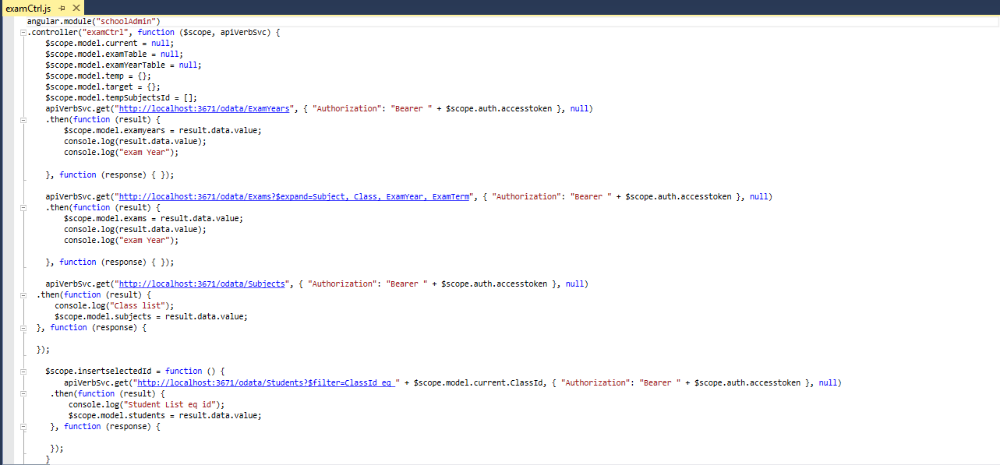 examCtrl.js
angular.module("schoolAdmin")
.controller("examCtrl", function ($scope, apiVerbSvc) {
$scope.model.current = null;
$scope.model.examTable = null;
$scope.model.examYearTable = null;
$scope.model.temp = {};
$scope.model.target = {};
$scope.model.tempSubjectsId = [];
apiVerbSvc.get("http://localhost:3671/odata/ExamYears", { "Authorization": "Bearer " + $scope.auth.accesstoken }, null)
.then(function (result) {
$scope.model.examyears = result.data.value;
console.log(result.data.value);
console.log("exam Year");
}, function (response) { });
apiVerbSvc.get("http://localhost:3671/odata/Exams?$expand=Subject, Class, ExamYear, ExamTerm", { "Authorization": "Bearer " + $scope.auth.accesstoken }, null)
.then(function (result) {
$scope.model.exams = result.data.value;
console.log(result.data.value);
console.log("exam Year");
}, function (response) { });
apiVerbSvc.get("http://localhost:3671/odata/Subjects", { "Authorization": "Bearer " + $scope.auth.accesstoken }, null)
.then(function (result) {
console.log("Class list");
$scope.model.subjects = result.data.value;
}, function (response) {
});
$scope.insertselectedId = function () {
apiVerbSvc.get("http://localhost:3671/odata/Students?$filter=ClassId eq " + $scope.model.current.ClassId, { "Authorization": "Bearer " + $scope.auth.accesstoken }, null)
.then(function (result) {
console.log("Student List eq id");
$scope.model.students = result.data.value;
}, function (response) {
});
}